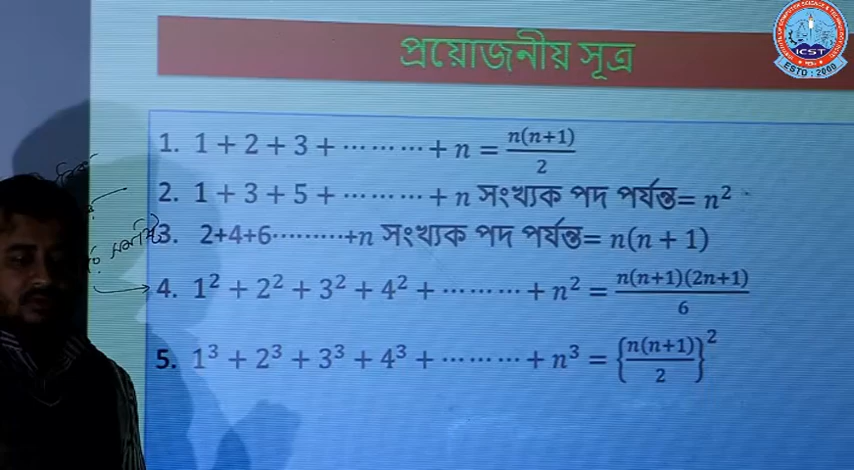 প্রয়োজনীয় সূত্র
ICST
ESTD : 2000
1. 1 + 2 + 3 + ⋯⋯⋯ + n = n(n+1)/2
2. 1 + 3 + 5 + ⋯⋯⋯ + n সংখ্যক পদ পর্যন্ত= n²
3. 2+4+6⋯⋯⋯+n সংখ্যক পদ পর্যন্ত= n(n + 1)
4. 1² + 2² + 3² + 4² + ⋯⋯⋯ + n² = n(n+1)(2n+1)/6
5. 1³ + 2³ + 3³ + 4³ + ⋯⋯⋯ + n³ = {n(n+1)/2}²